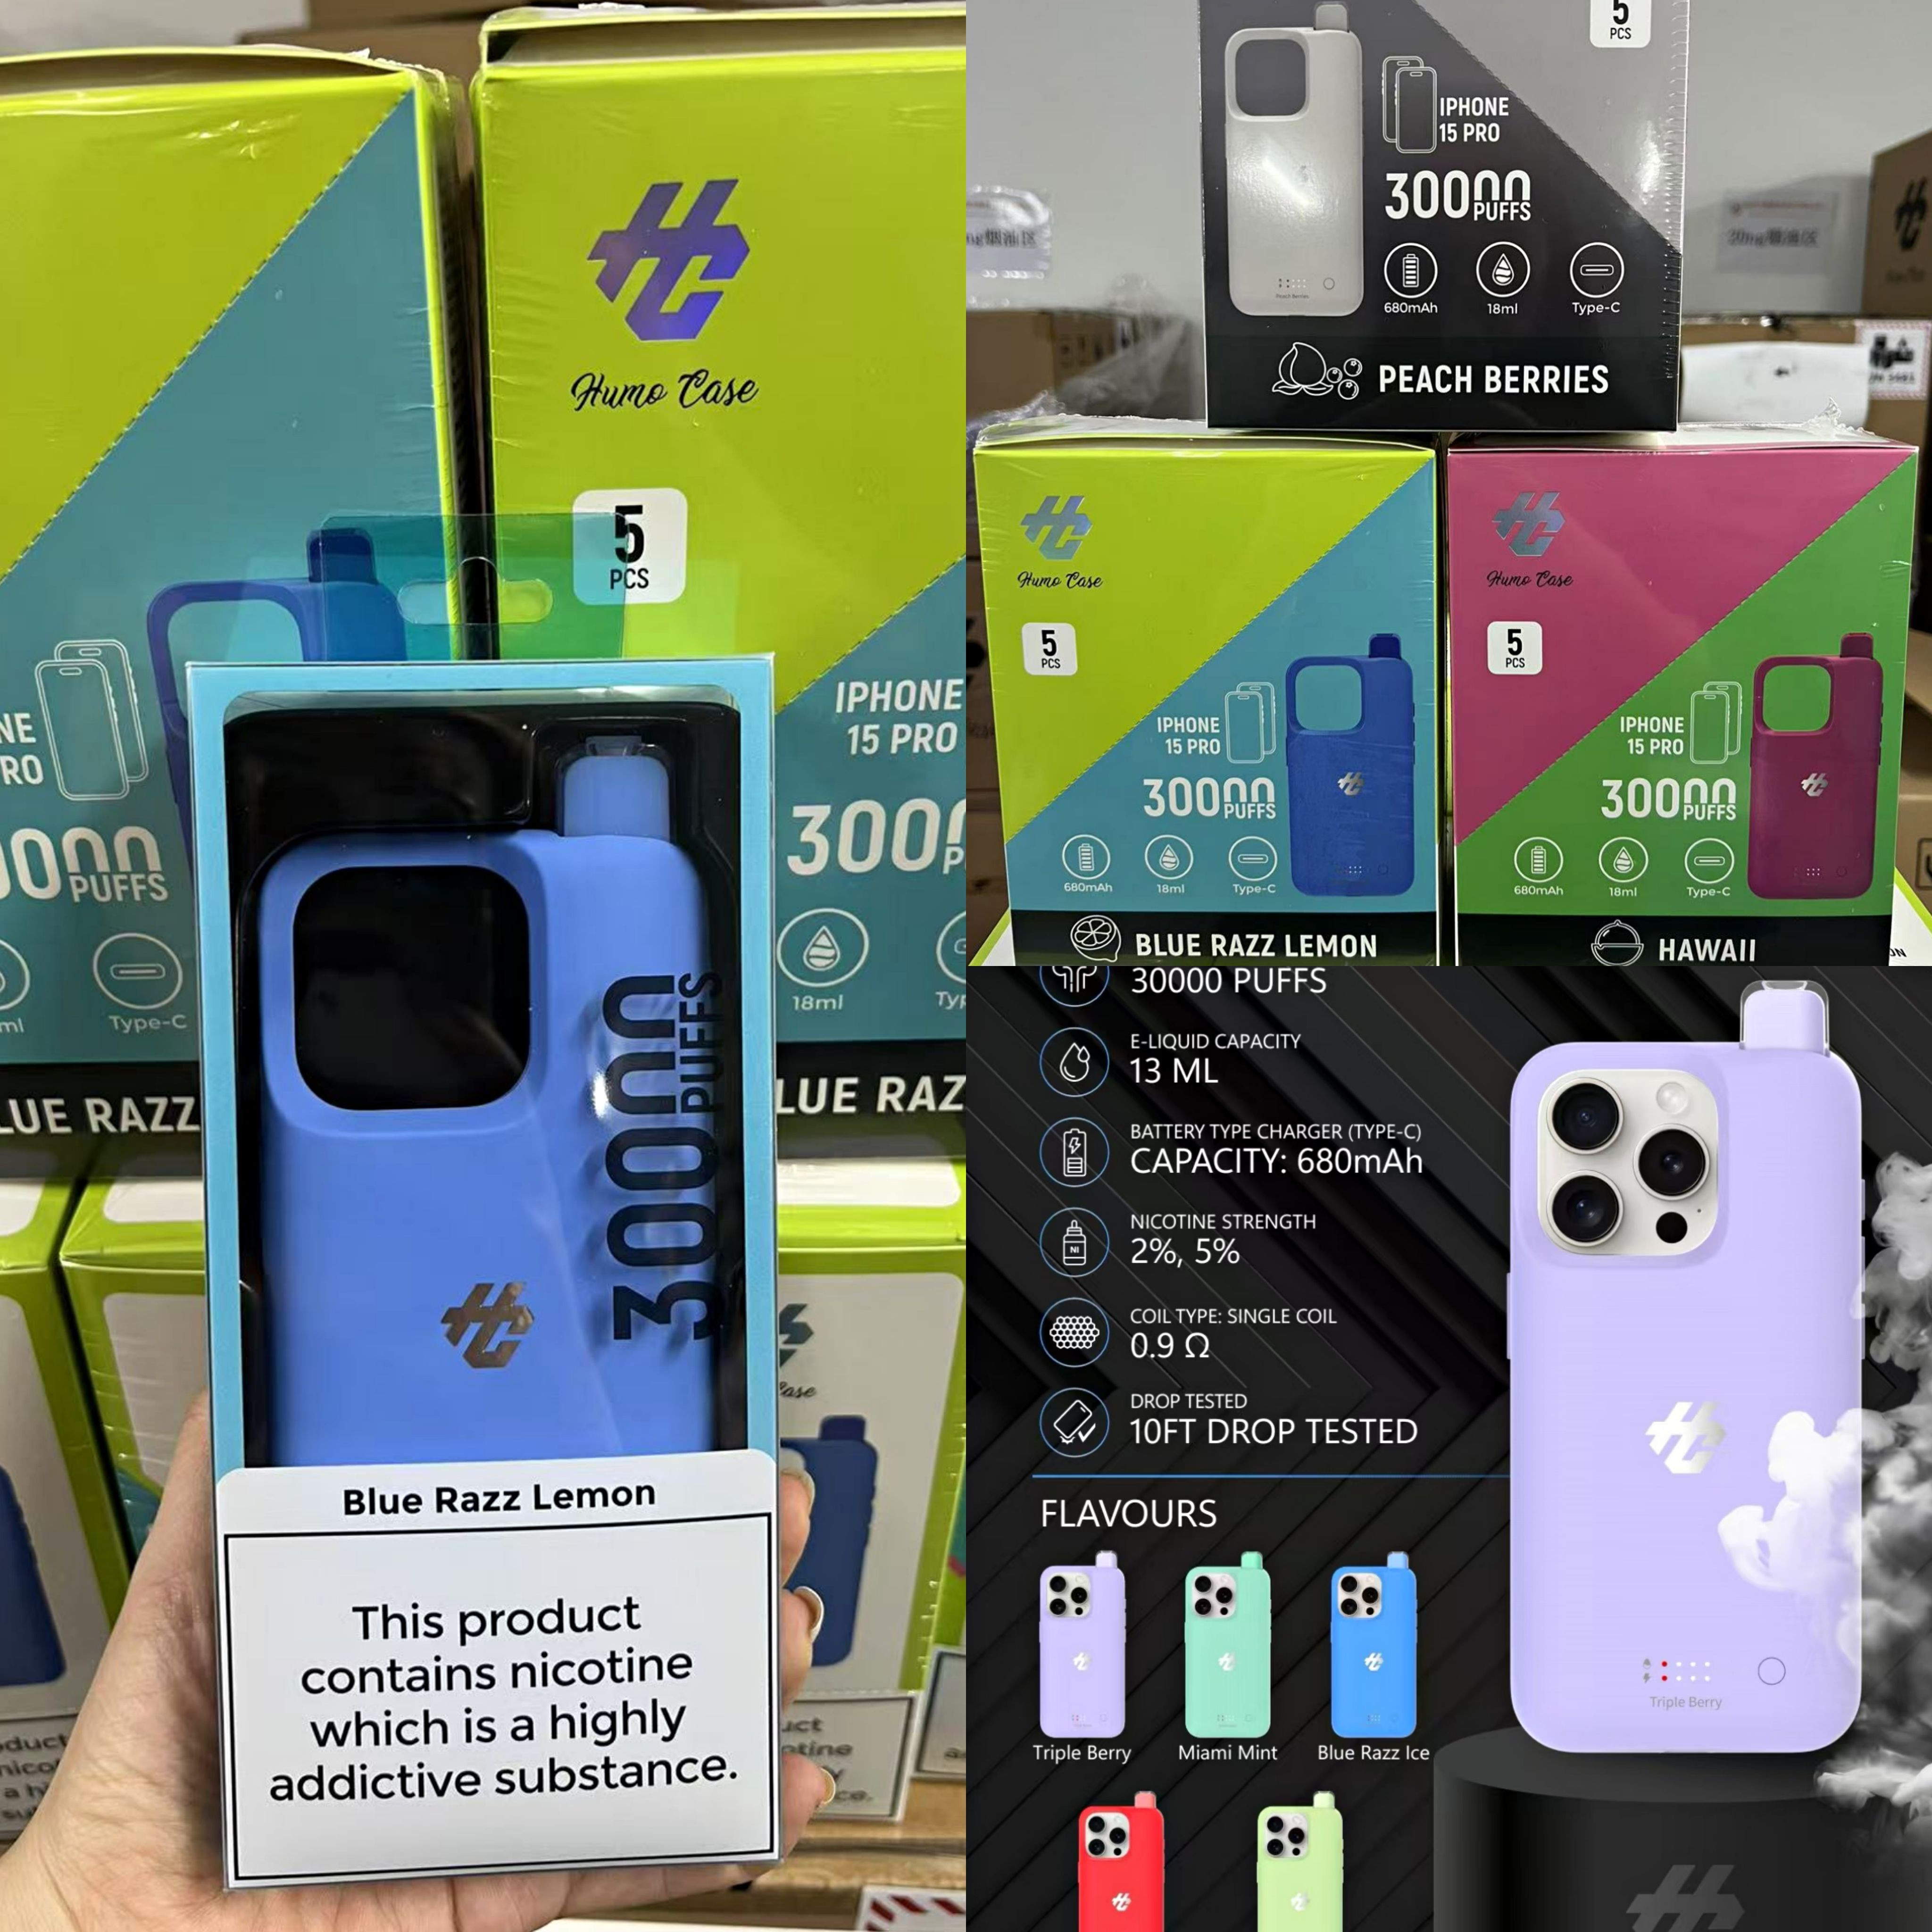 Humo Case
5
PCS
IPHONE
15 PRO
30000
PUFFS
18ml
Type-C
30000
PUFFS
Blue Razz Lemon
This product
contains nicotine
which is a highly
addictive substance.
5
PCS
IPHONE
15 PRO
30000
PUFFS
680mAh
18ml
Type-C
Peach Berries
PEACH BERRIES
Humo Case
5
PCS
IPHONE
15 PRO
30000
PUFFS
680mAh
18ml
Type-C
BLUE RAZZ LEMON
Humo Case
5
PCS
IPHONE
15 PRO
30000
PUFFS
680mAh
18ml
Type-C
HAWAII
30000 PUFFS
E-LIQUID CAPACITY
13 ML
BATTERY TYPE CHARGER (TYPE-C)
CAPACITY: 680mAh
NI
NICOTINE STRENGTH
2%, 5%
COIL TYPE: SINGLE COIL
0.9 Ω
DROP TESTED
10FT DROP TESTED
FLAVOURS
Triple Berry
Triple Berry
Miami Mint
Blue Razz Ice